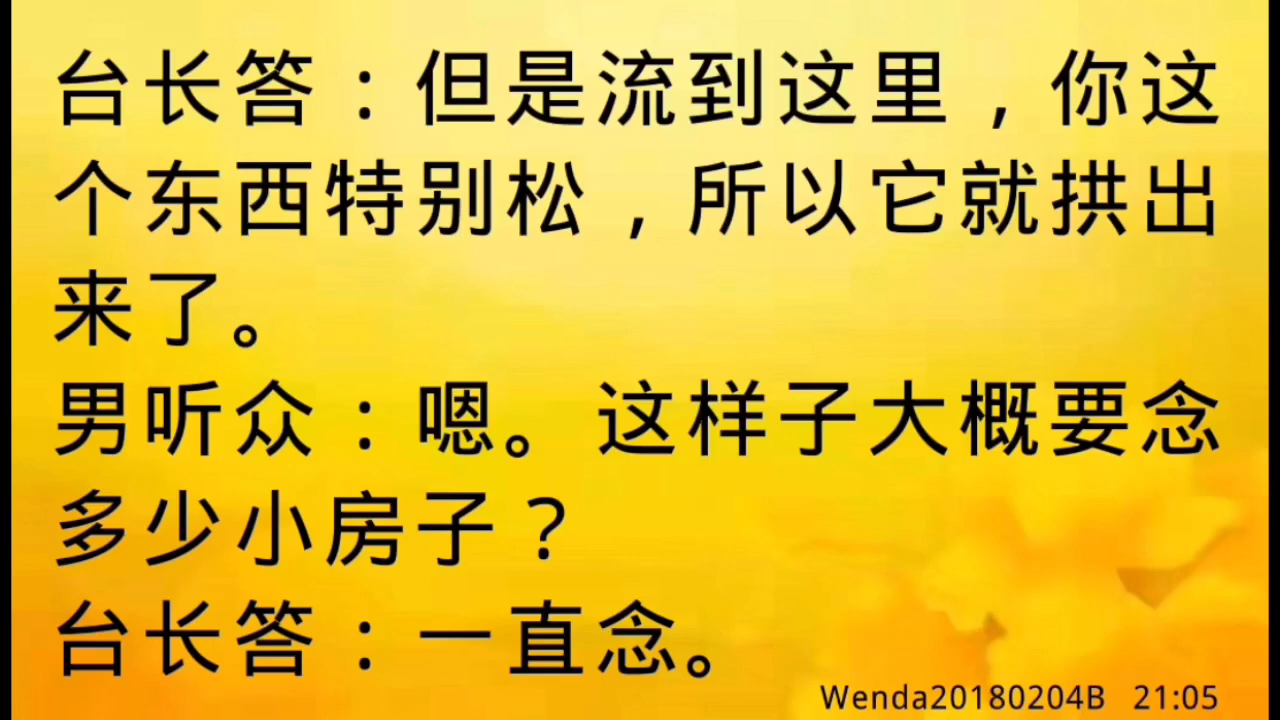 台长答：但是流到这里，你这
个东西特别松，所以它就拱出
来了。
男听众：嗯。这样子大概要念
多少小房子？
台长答：一直念。
Wenda20180204B 21:05